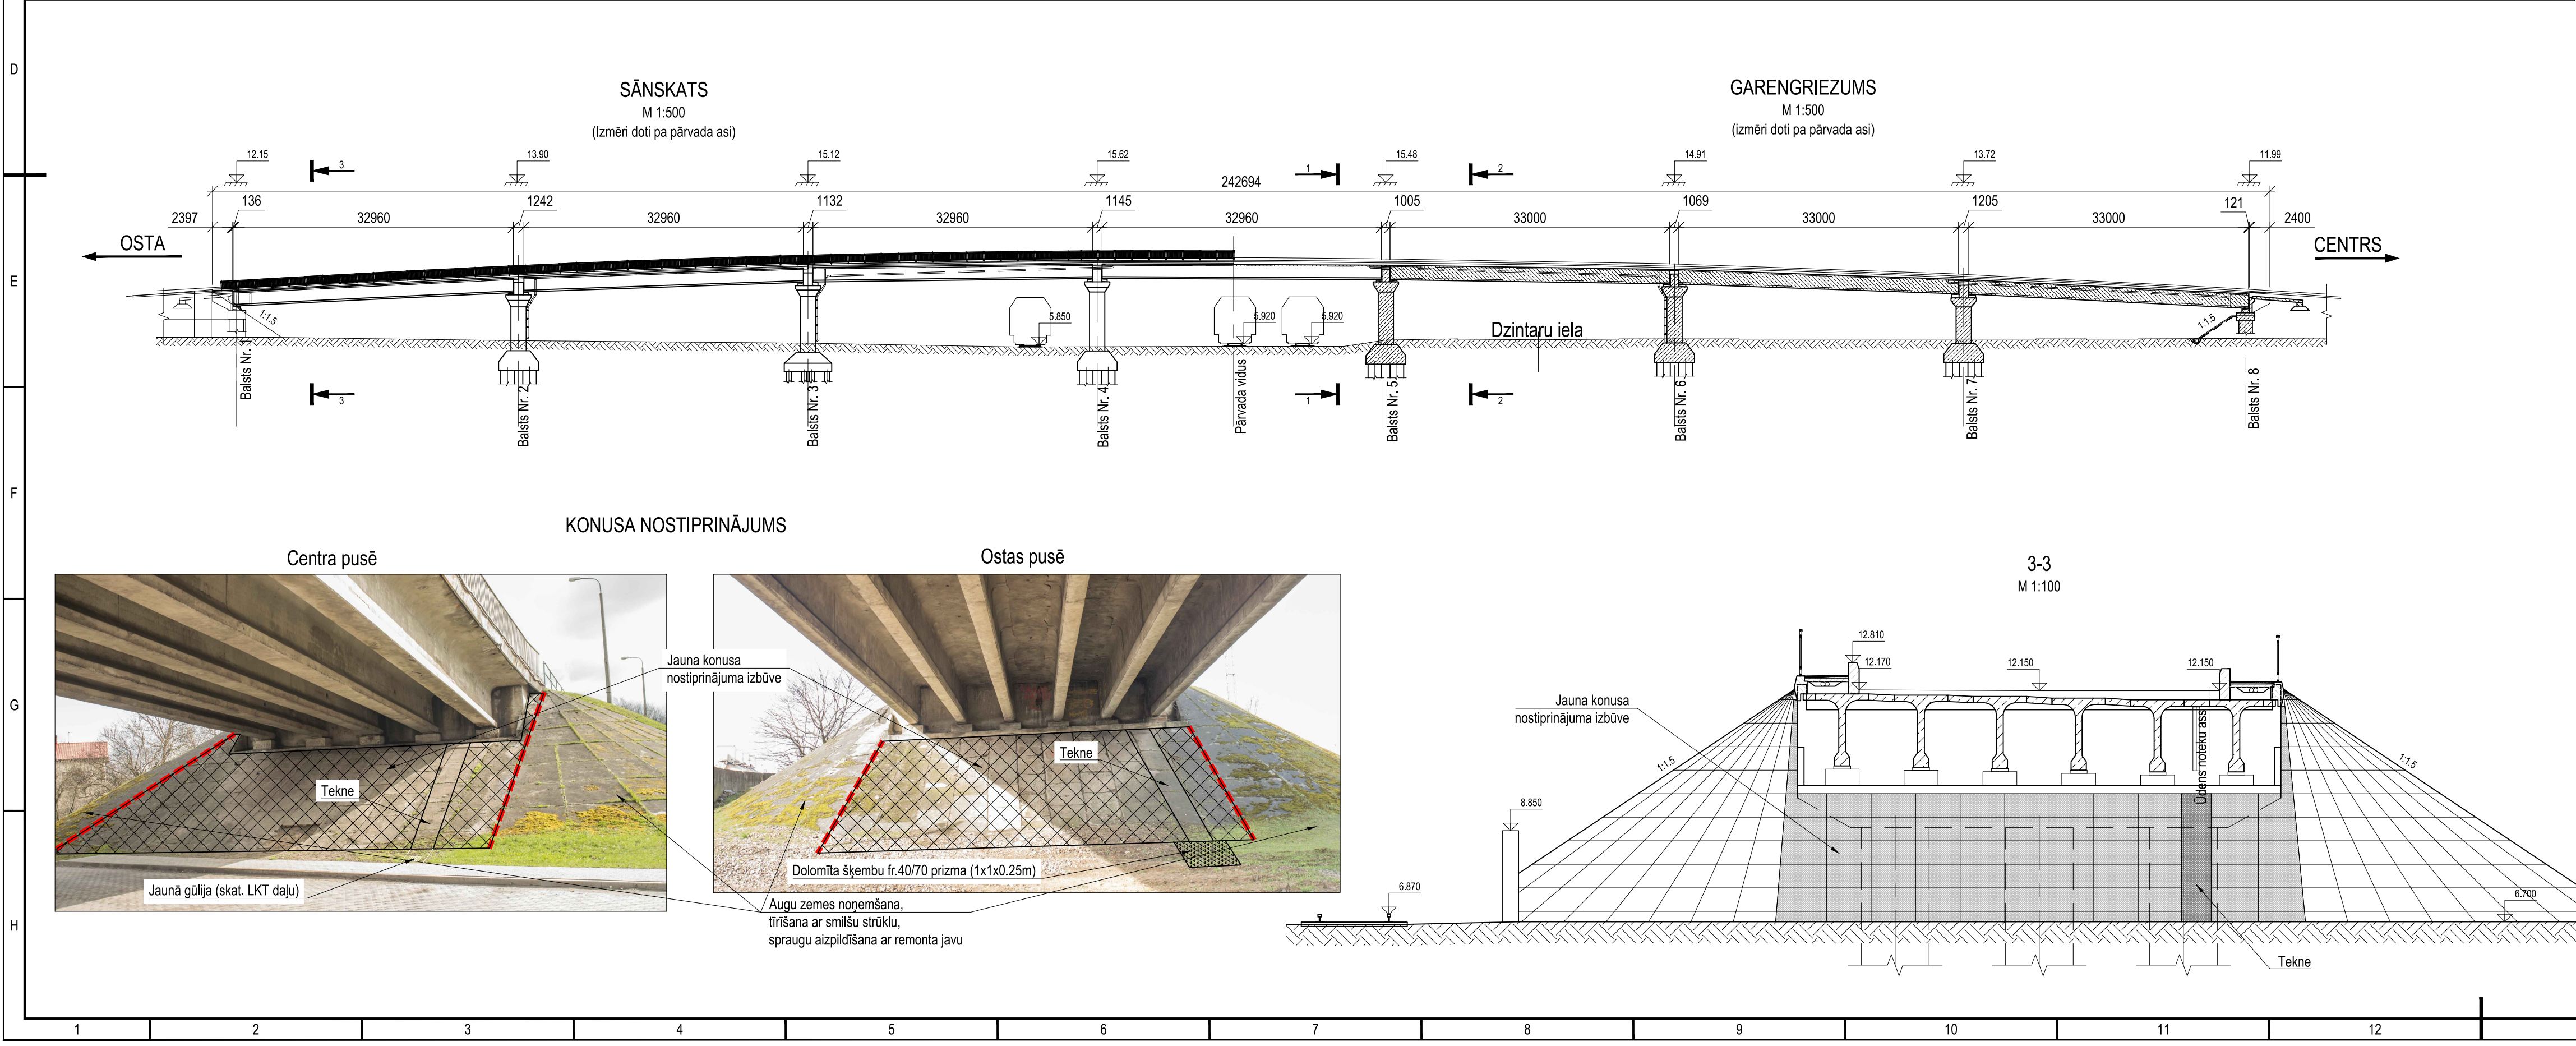 D
SĀNSKATS
M 1:500
(Izmēri doti pa pārvada asi)
GARENGRIEZUMS
M 1:500
(izmēri doti pa pārvada asi)
12.15
3
13.90
15.12
15.62
1
15.48
2
14.91
13.72
11.99
242694
2397
136
32960
1242
32960
1132
32960
1145
32960
1005
33000
1069
33000
1205
33000
121
2400
OSTA
CENTRS
E
1:1.5
5.850
5.920
5.920
Dzintaru iela
1:1.5
3
1
2
Balsts Nr. 1
Balsts Nr. 2
Balsts Nr. 3
Balsts Nr. 4
Pārvada vidus
Balsts Nr. 5
Balsts Nr. 6
Balsts Nr. 7
Balsts Nr. 8
F
KONUSA NOSTIPRINĀJUMS
Centra pusē
Ostas pusē
Jauna konusa
nostiprinājuma izbūve
Tekne
Tekne
Jaunā gūlija (skat. LKT daļu)
Dolomīta šķembu fr.40/70 prizma (1x1x0.25m)
Augu zemes noņemšana,
tīrīšana ar smilšu strūklu,
spraugu aizpildīšana ar remonta javu
3-3
M 1:100
12.810
12.170
12.150
12.150
G
Jauna konusa
nostiprinājuma izbūve
1:1.5
1:1.5
Ūdens noteku ass
8.850
6.870
6.700
Tekne
H
1
2
3
4
5
6
7
8
9
10
11
12